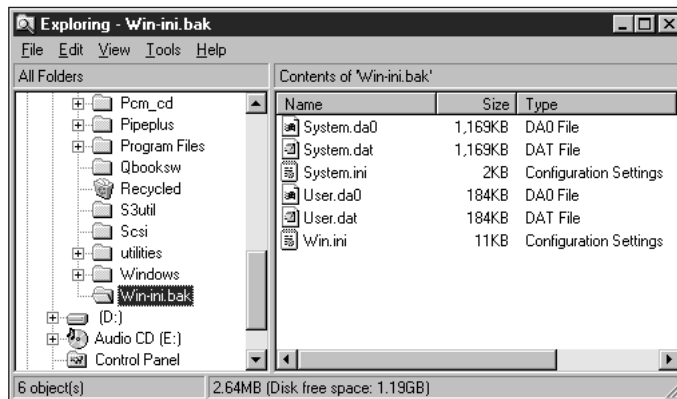 Exploring - Win-ini.bak
File Edit View Tools Help
All Folders
Contents of 'Win-ini.bak'
Pcm_cd
Pipeplus
Program Files
Qbooksw
Recycled
S3util
Scsi
utilities
Windows
Win-ini.bak
(D:)
Audio CD (E:)
Control Panel
Name Size Type
System.da0 1,169KB DA0 File
System.dat 1,169KB DAT File
System.ini 2KB Configuration Settings
User.da0 184KB DA0 File
User.dat 184KB DAT File
Win.ini 11KB Configuration Settings
6 object(s) 2.64MB (Disk free space: 1.19GB)